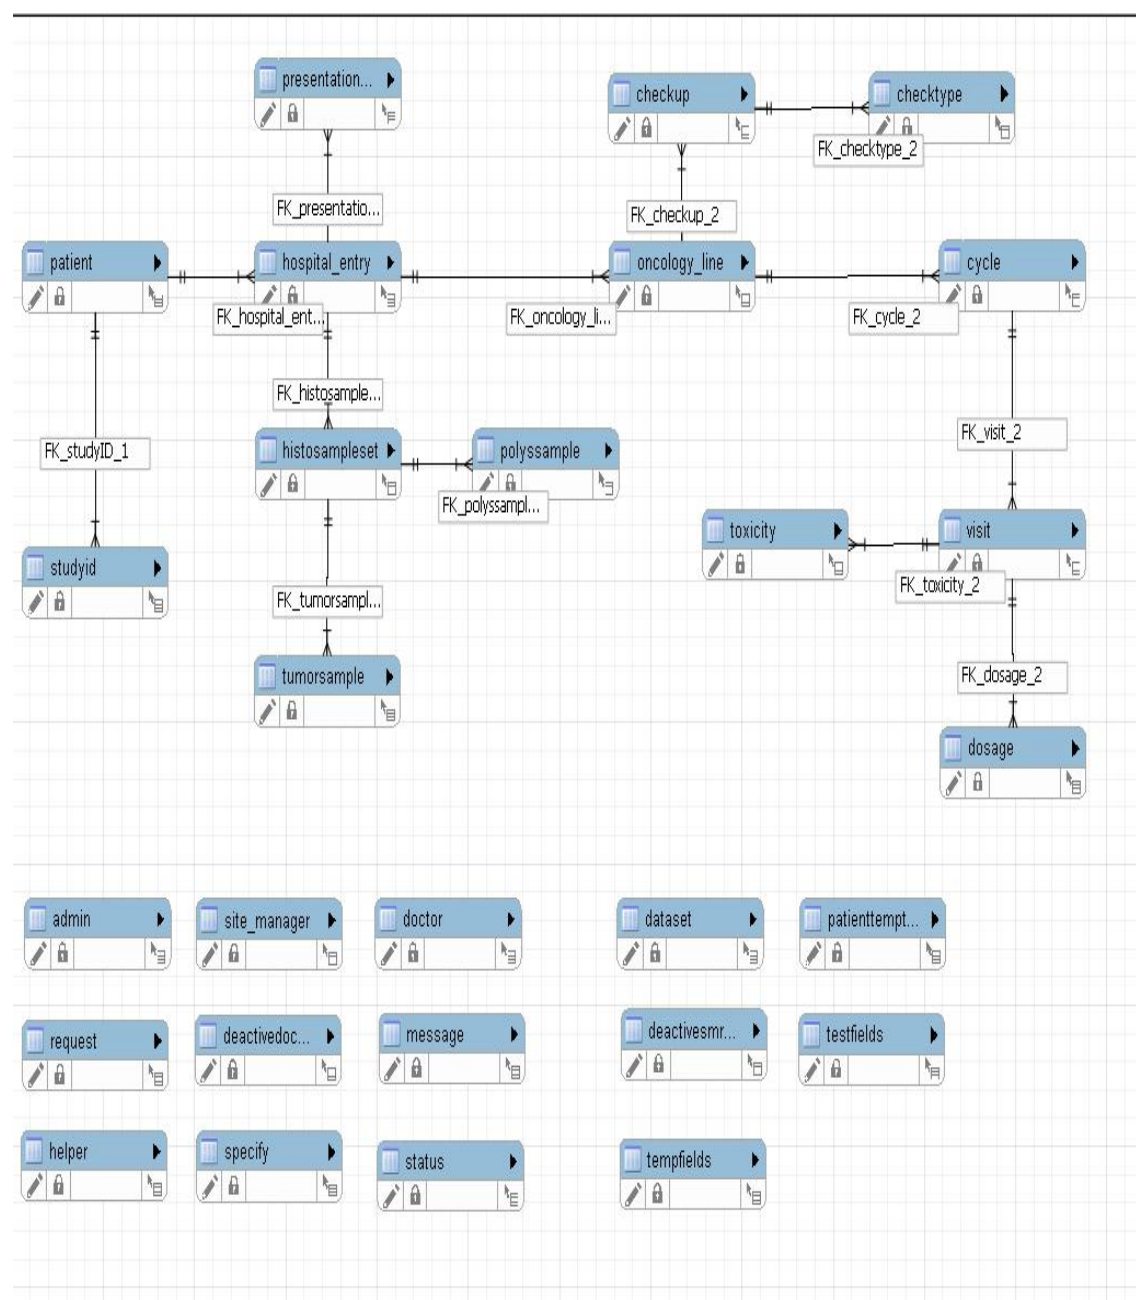 presentation...
checkup
checktype
FK_checktype_2
FK_presentatio...
FK_checkup_2
patient
hospital_entry
oncology_line
cycle
FK_hospital_ent...
FK_oncology_li...
FK_cycle_2
FK_histosample...
FK_studyID_1
histosampleset
polyssample
FK_visit_2
FK_polyssampl...
toxicity
visit
studyid
FK_toxicity_2
FK_tumorsampl...
tumorsample
FK_dosage_2
dosage
admin
site_manager
doctor
dataset
patienttempt...
request
deactivedoc...
message
deactivesmr...
testfields
helper
specify
status
tempfields